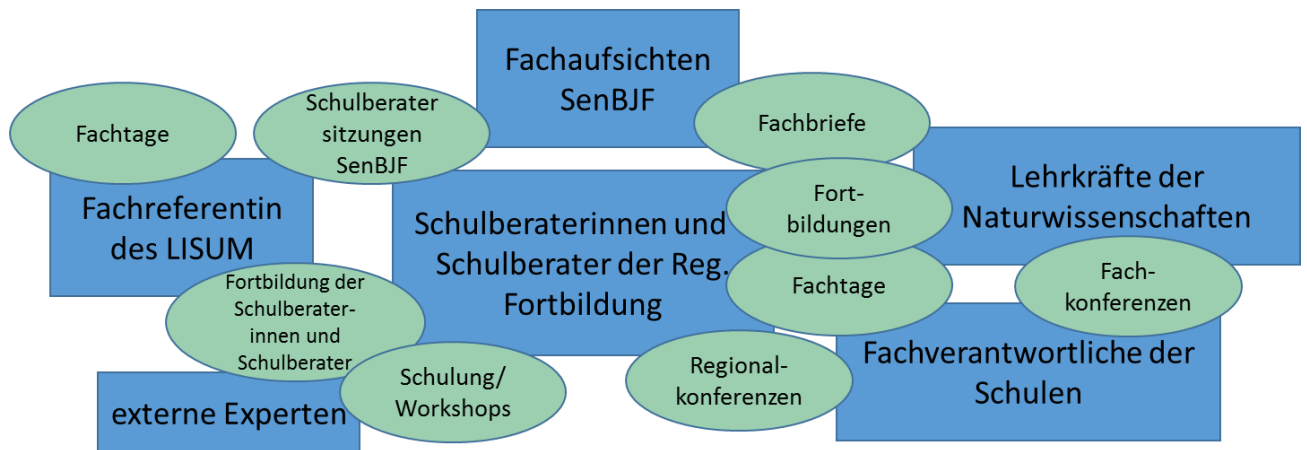 Fachaufsichten
SenBJF
Fachtage
Schulberater
sitzungen
SenBJF
Fachbriefe
Fachreferentin
des LISUM
Schulberaterinnen und
Schulberater der Reg.
Fortbildung
Fort-
bildungen
Lehrkräfte der
Naturwissenschaften
Fachtage
Fach-
konferenzen
Fortbildung der
Schulberater-
innen und
Schulberater
Schulung/
Workshops
Regional-
konferenzen
Fachverantwortliche der
Schulen
externe Experten